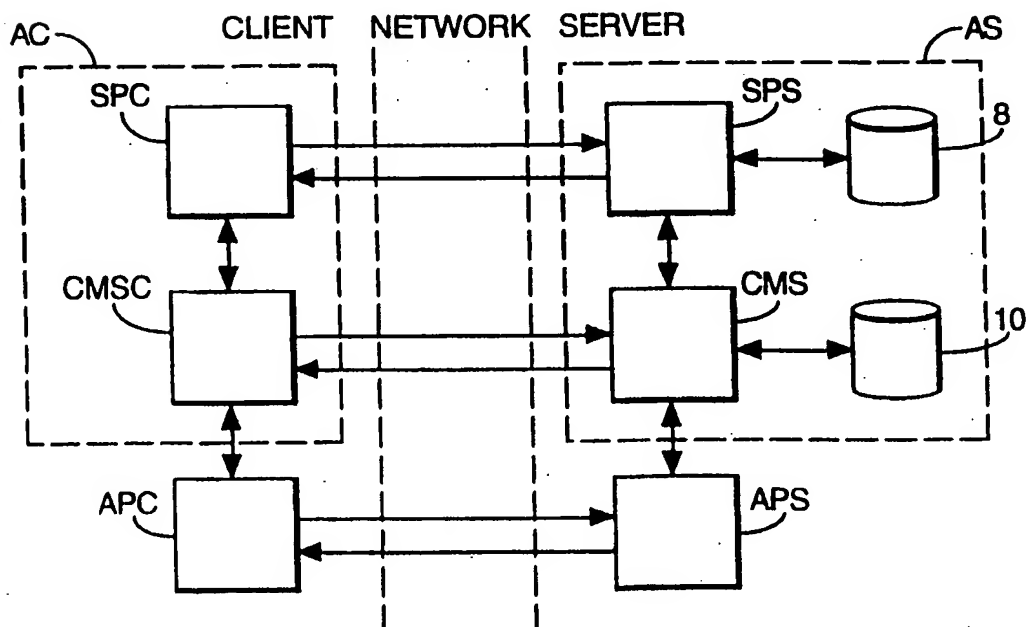 AC CLIENT NETWORK SERVER AS
SPC SPS 8
CMSC CMS 10
APC APS